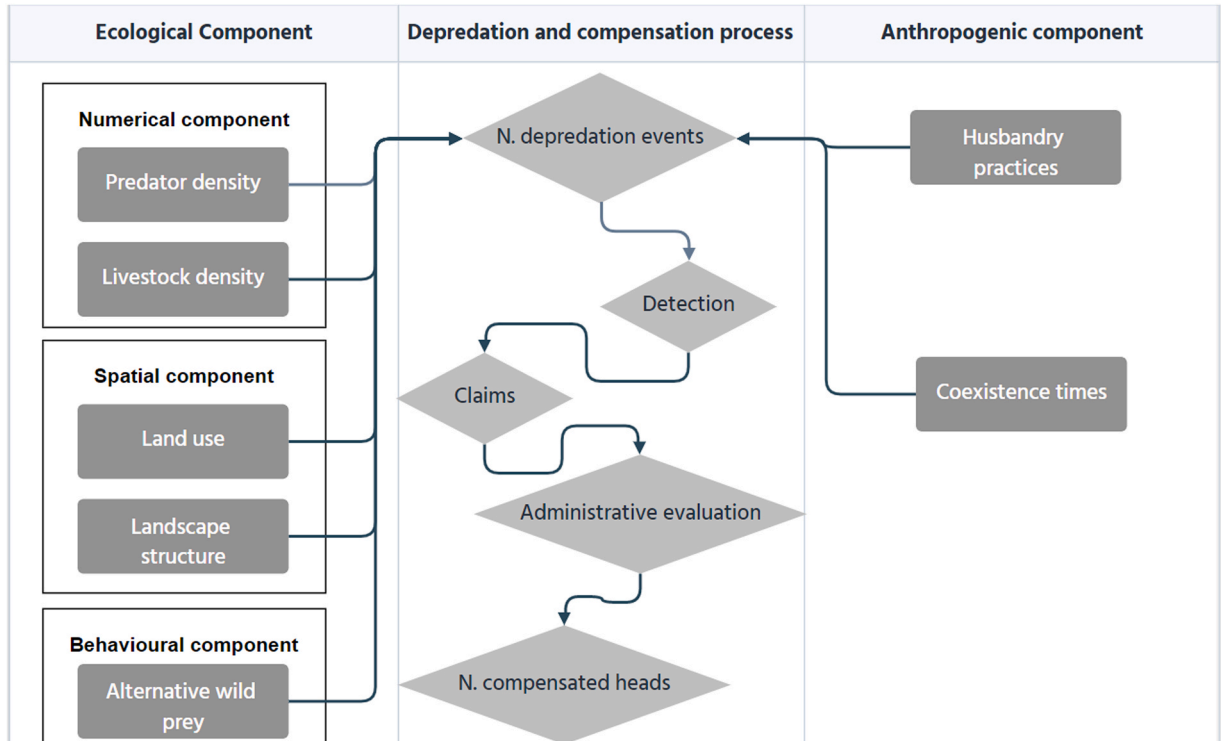 Ecological Component
Depredation and compensation process
Anthropogenic component
Numerical component
Predator density
Livestock density
Spatial component
Land use
Landscape
structure
Behavioural component
Alternative wild
prey
N. depredation events
Detection
Claims
Administrative evaluation
N. compensated heads
Husbandry
practices
Coexistence times